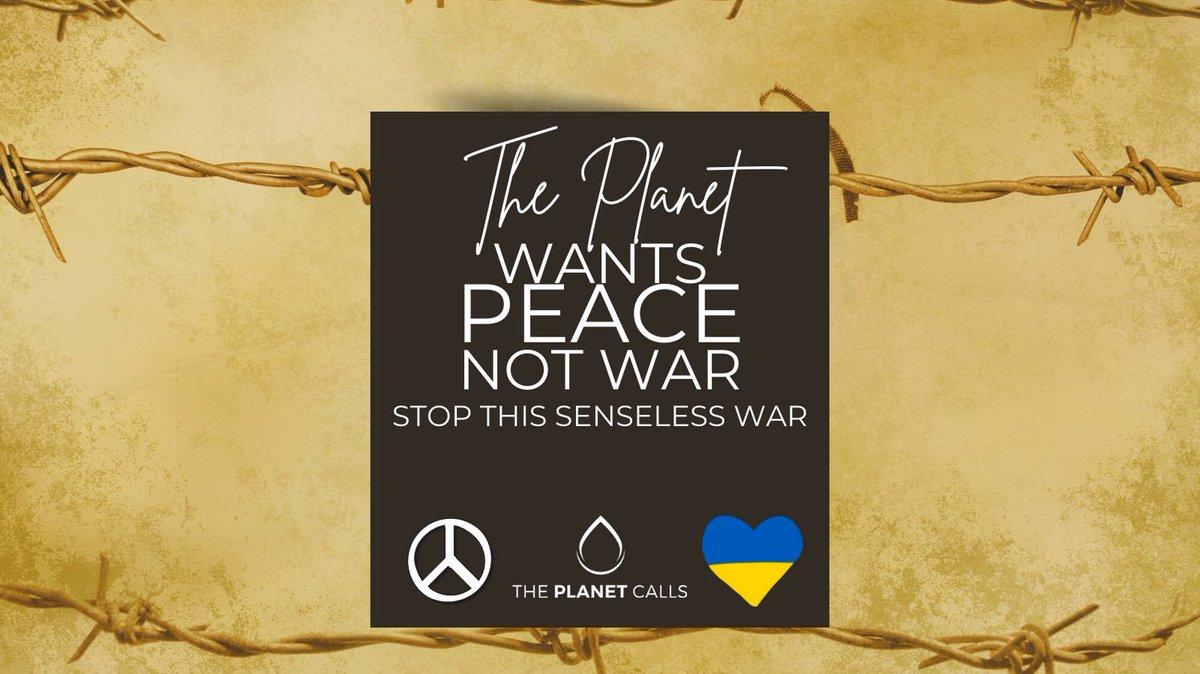 The Planet
WANTS
PEACE
NOT WAR
STOP THIS SENSELESS WAR
THE PLANET CALLS